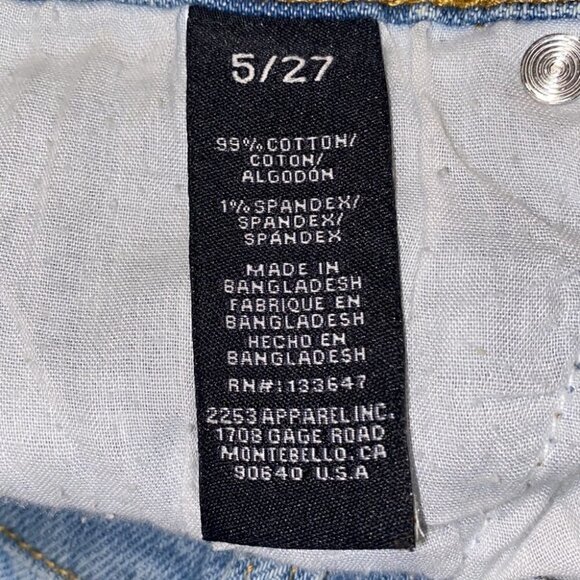 5/27
99% COTTON/
COTON/
ALGODÓN
1% SPANDEX/
SPANDEX/
SPANDEX
MADE IN
BANGLADESH
FABRIQUE EN
BANGLADESH
HECHO EN
BANGLADESH
RN#:133647
2253 APPAREL INC.
1708 GAGE ROAD
MONTEBELLO. CA
90640 U.S.A